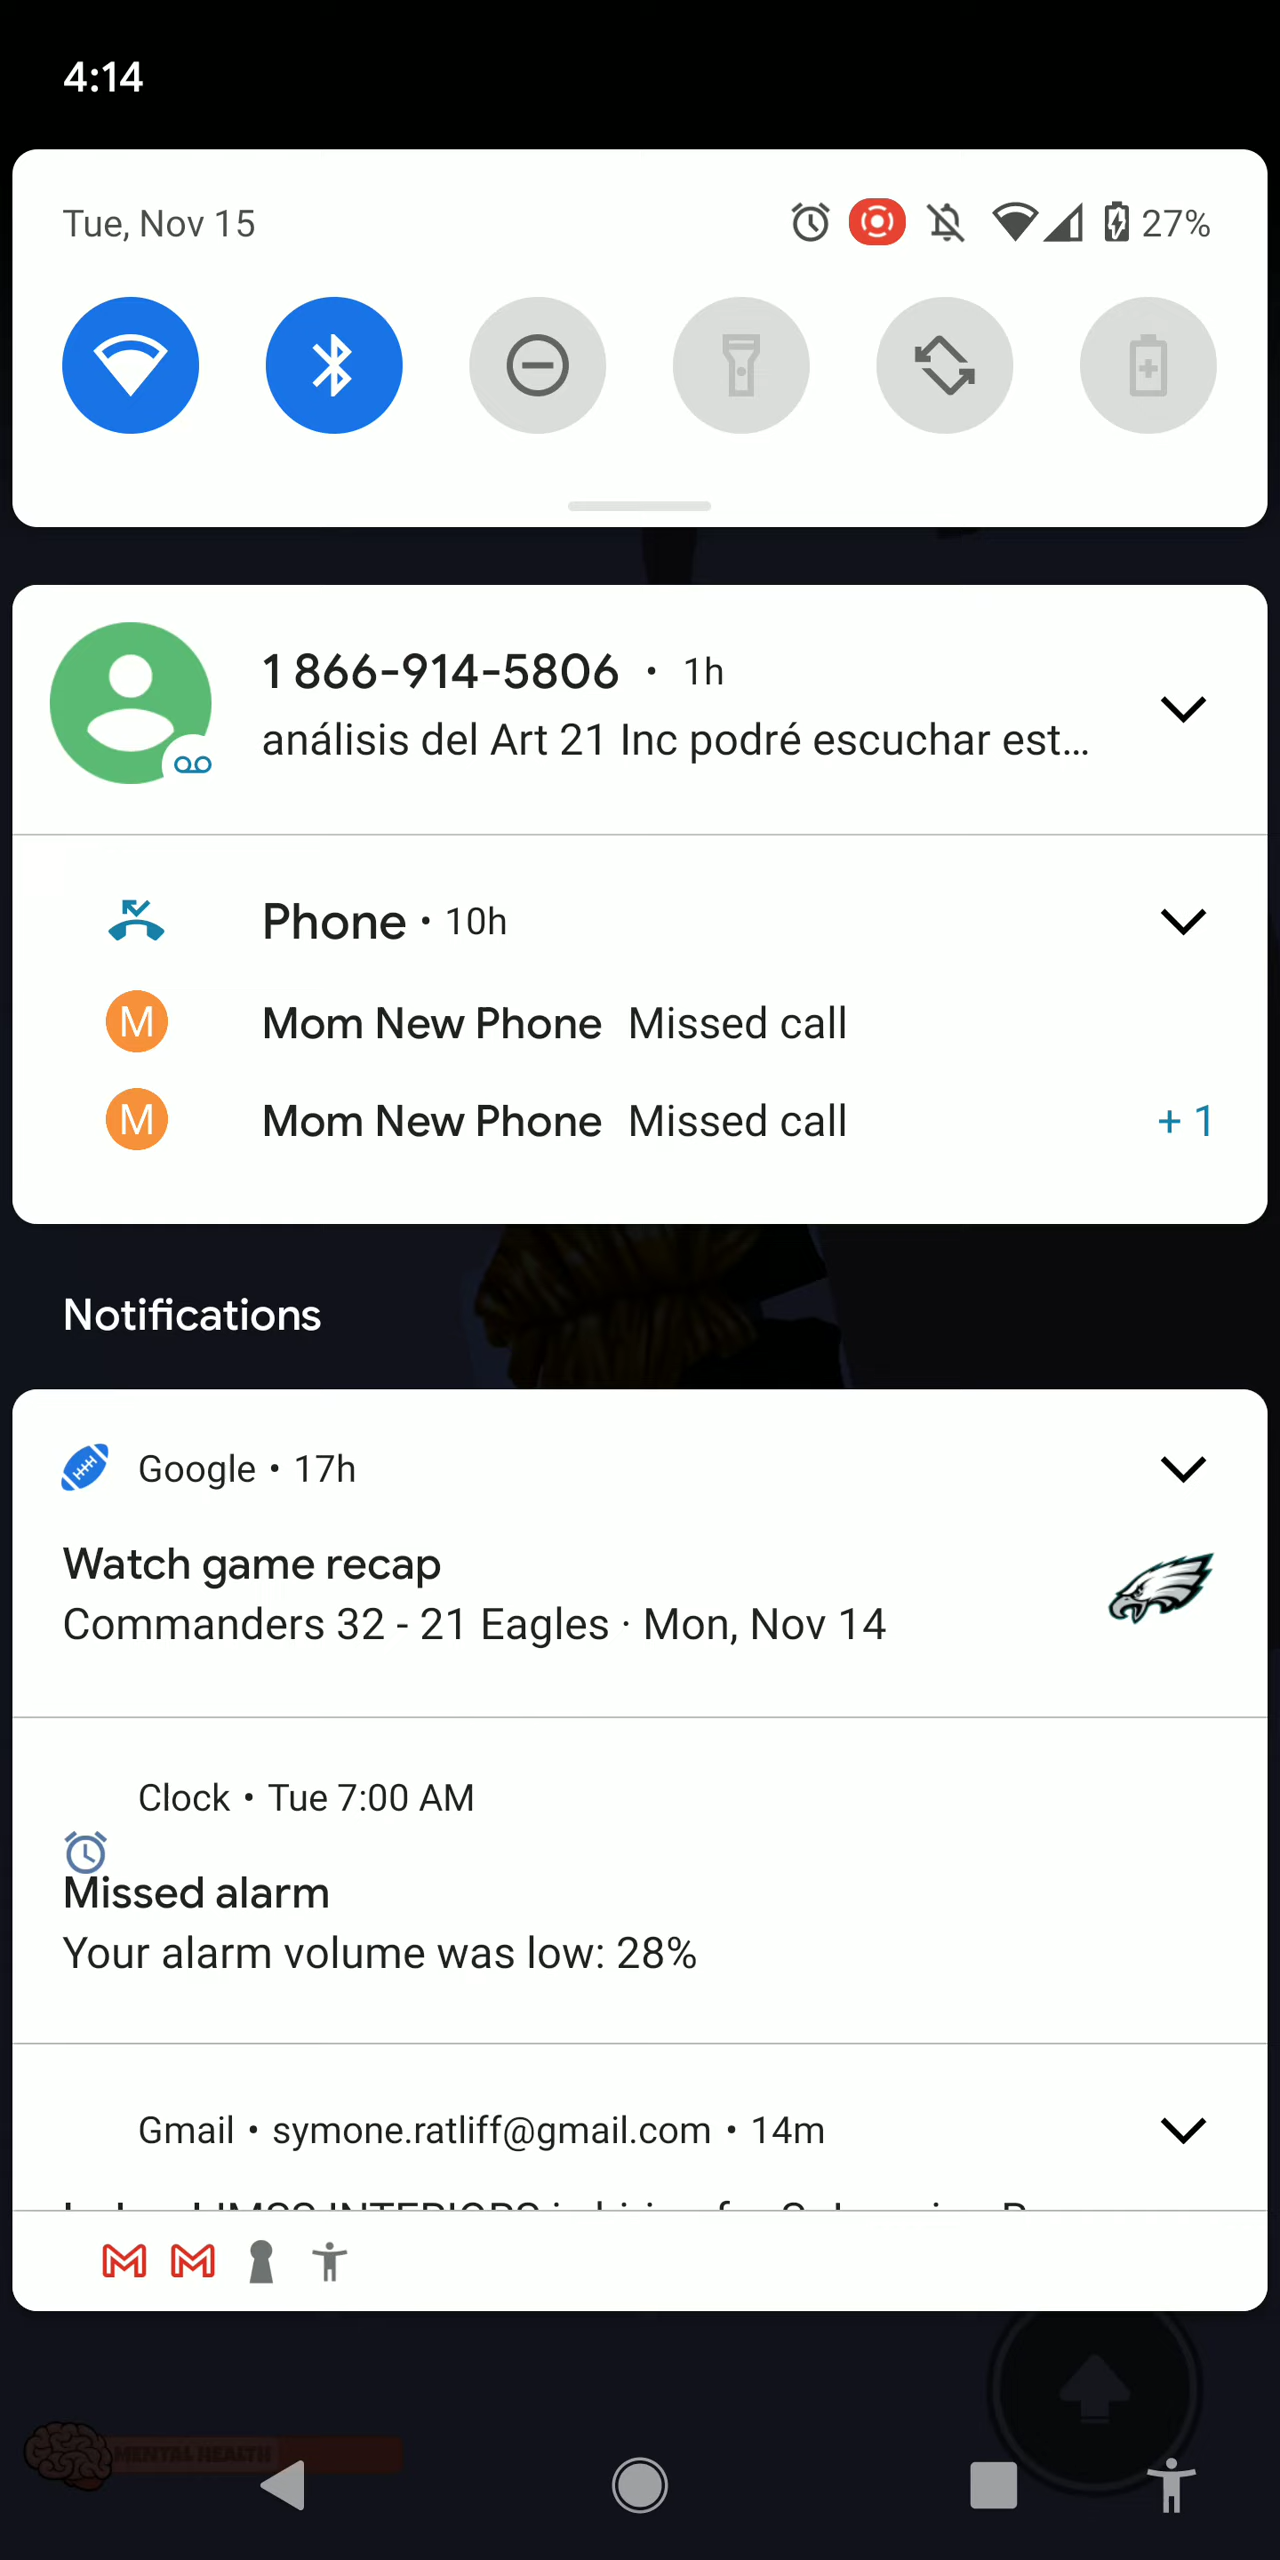 4:14
Tue, Nov 15
27%
1 866-914-5806 • 1h
análisis del Art 21 Inc podré escuchar est...
Phone • 10h
M
Mom New Phone Missed call
M
Mom New Phone Missed call
+ 1
Notifications
Google • 17h
Watch game recap
Commanders 32 - 21 Eagles · Mon, Nov 14
Clock • Tue 7:00 AM
Missed alarm
Your alarm volume was low: 28%
Gmail • symone.ratliff@gmail.com • 14m
MENTAL HEALTH